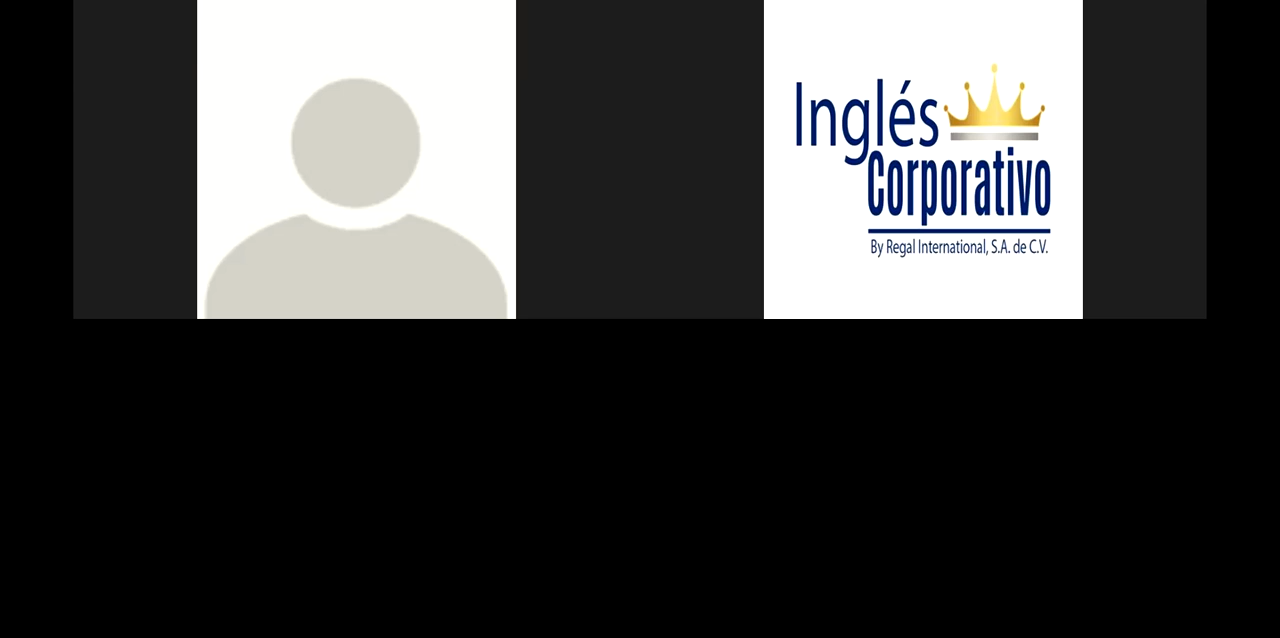 Inglés
Corporativo
By Regal International, S.A. de C.V.